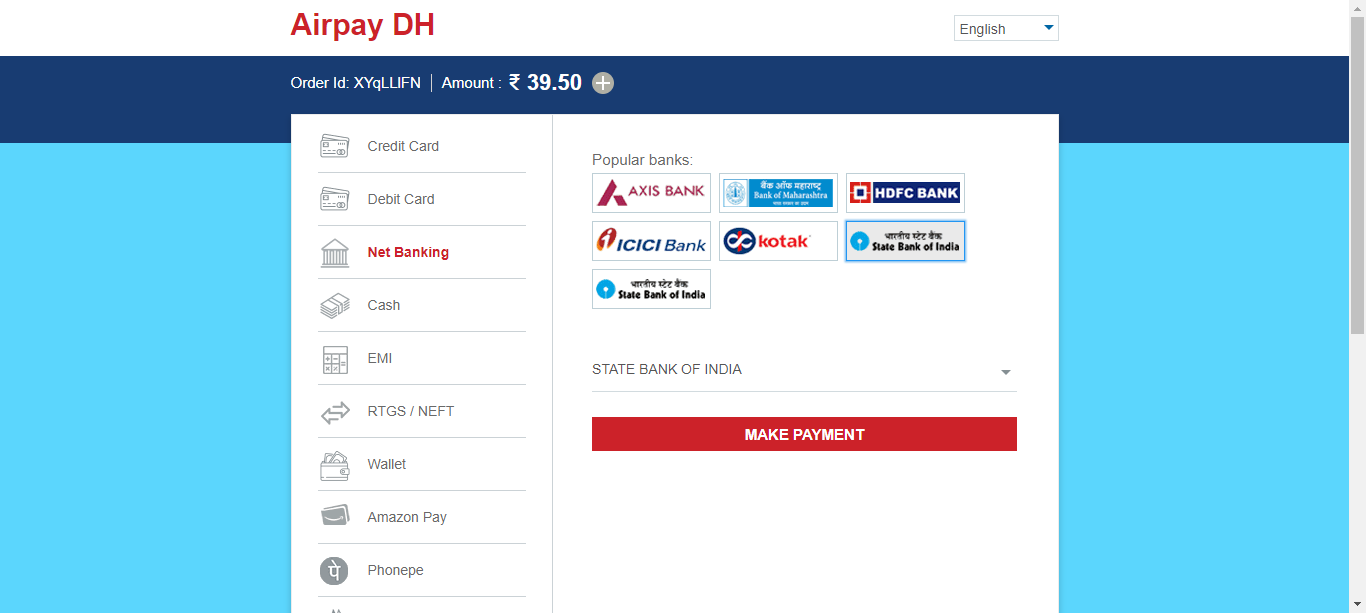 Airpay DH
English
Order Id: XYqLLIFN
Amount : ₹ 39.50
Credit Card
Debit Card
Net Banking
Cash
EMI
RTGS / NEFT
Wallet
Amazon Pay
Phonepe
Popular banks:
AXIS BANK
बैंक ऑफ महाराष्ट्र
Bank of Maharashtra
HDFC BANK
ICICI Bank
kotak
भारतीय स्टेट बैंक
State Bank of India
भारतीय स्टेट बैंक
State Bank of India
STATE BANK OF INDIA
MAKE PAYMENT